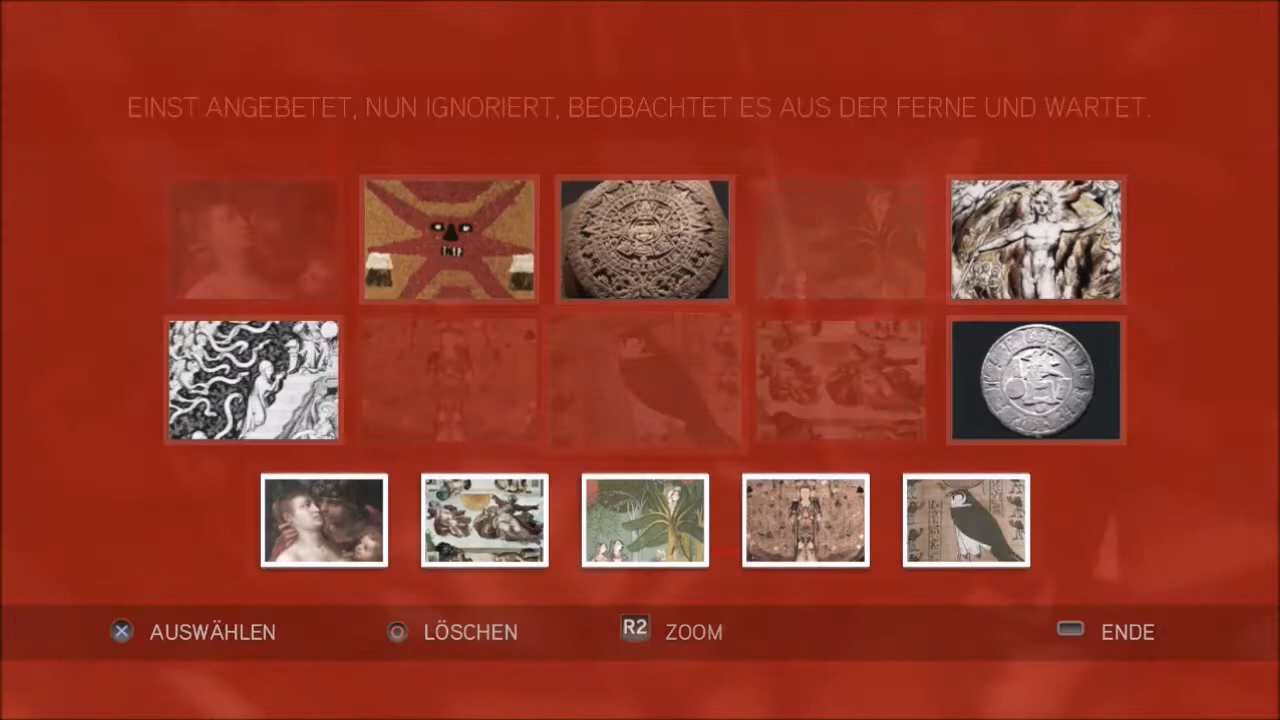 EINST ANGEBETET, NUN IGNORIERT, BEOBACHTET ES AUS DER FERNE UND WARTET.
AUSWÄHLEN LÖSCHEN R2 ZOOM ENDE